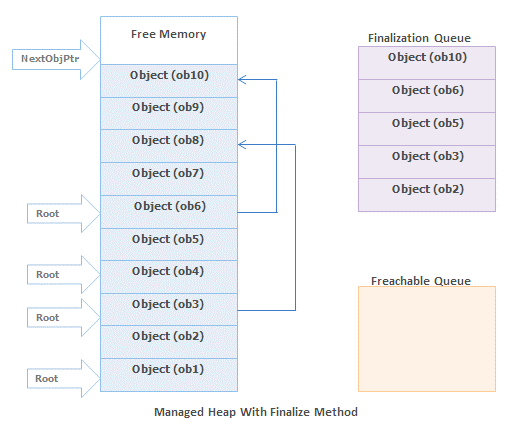 Free Memory
NextObjPtr
Object (ob10)
Object (ob9)
Object (ob8)
Object (ob7)
Root
Object (ob6)
Object (ob5)
Root
Object (ob4)
Root
Object (ob3)
Object (ob2)
Root
Object (ob1)
Finalization Queue
Object (ob10)
Object (ob6)
Object (ob5)
Object (ob3)
Object (ob2)
Freachable Queue
Managed Heap With Finalize Method